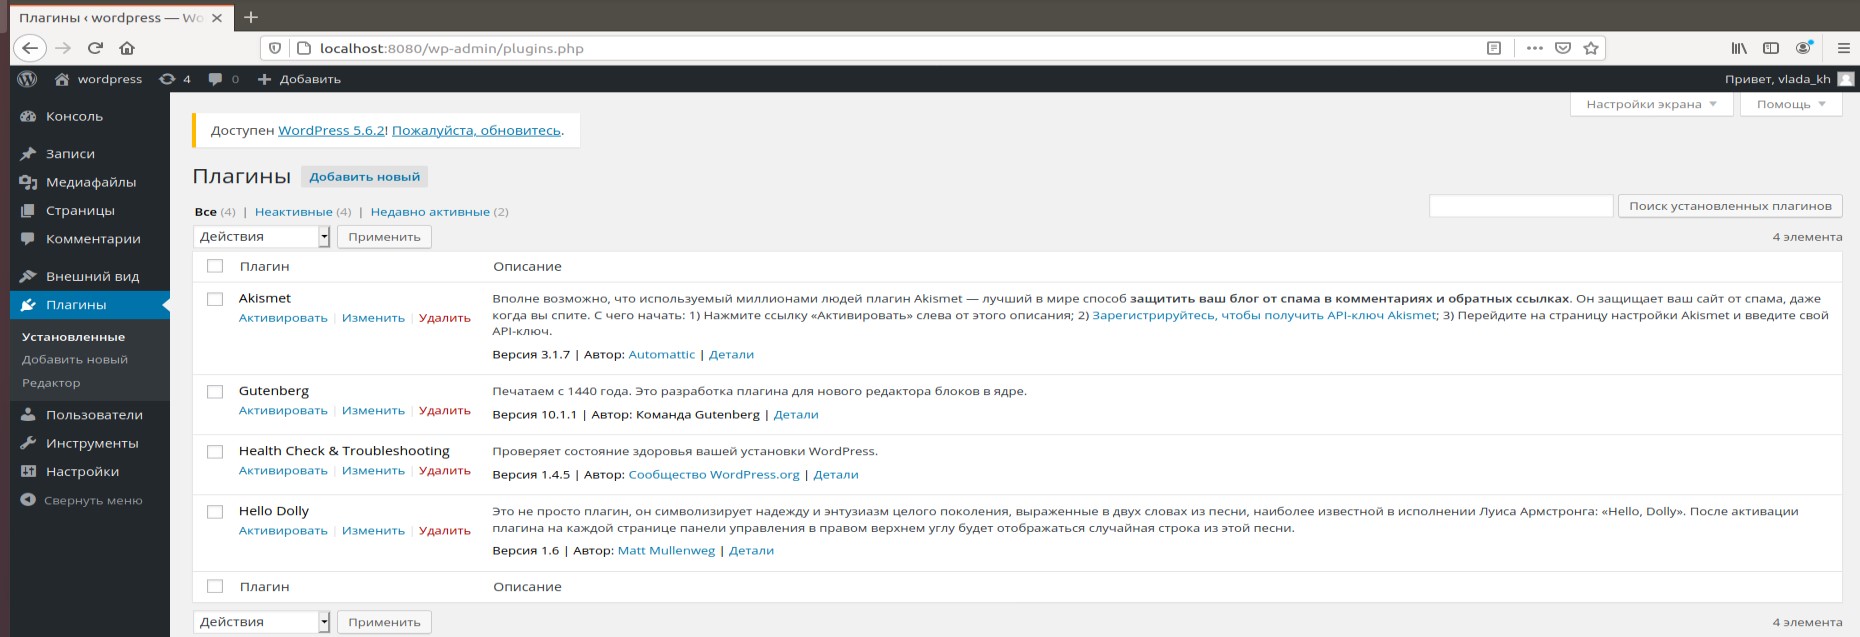 Плагины ‹ wordpress — Wo
localhost:8080/wp-admin/plugins.php
wordpress 4 0 Добавить
Привет, vlada_kh
Консоль
Записи
Медиафайлы
Страницы
Комментарии
Внешний вид
Плагины
Установленные
Добавить новый
Редактор
Пользователи
Инструменты
Настройки
Свернуть меню
Настройки экрана
Помощь
Доступен WordPress 5.6.2! Пожалуйста, обновитесь.
Плагины Добавить новый
Все (4) | Неактивные (4) | Недавно активные (2)
Поиск установленных плагинов
Действия Применить
4 элемента
Плагин Описание
Akismet
Активировать | Изменить | Удалить
Вполне возможно, что используемый миллионами людей плагин Akismet — лучший в мире способ защитить ваш блог от спама в комментариях и обратных ссылках. Он защищает ваш сайт от спама, даже
когда вы спите. С чего начать: 1) Нажмите ссылку «Активировать» слева от этого описания; 2) Зарегистрируйтесь, чтобы получить API-ключ Akismet; 3) Перейдите на страницу настройки Akismet и введите свой
API-ключ.
Версия 3.1.7 | Автор: Automattic | Детали
Gutenberg
Активировать | Изменить | Удалить
Печатаем с 1440 года. Это разработка плагина для нового редактора блоков в ядре.
Версия 10.1.1 | Автор: Команда Gutenberg | Детали
Health Check & Troubleshooting
Активировать | Изменить | Удалить
Проверяет состояние здоровья вашей установки WordPress.
Версия 1.4.5 | Автор: Сообщество WordPress.org | Детали
Hello Dolly
Активировать | Изменить | Удалить
Это не просто плагин, он символизирует надежду и энтузиазм целого поколения, выраженные в двух словах из песни, наиболее известной в исполнении Луиса Армстронга: «Hello, Dolly». После активации
плагина на каждой странице панели управления в правом верхнем углу будет отображаться случайная строка из этой песни.
Версия 1.6 | Автор: Matt Mullenweg | Детали
Плагин Описание
Действия Применить
4 элемента